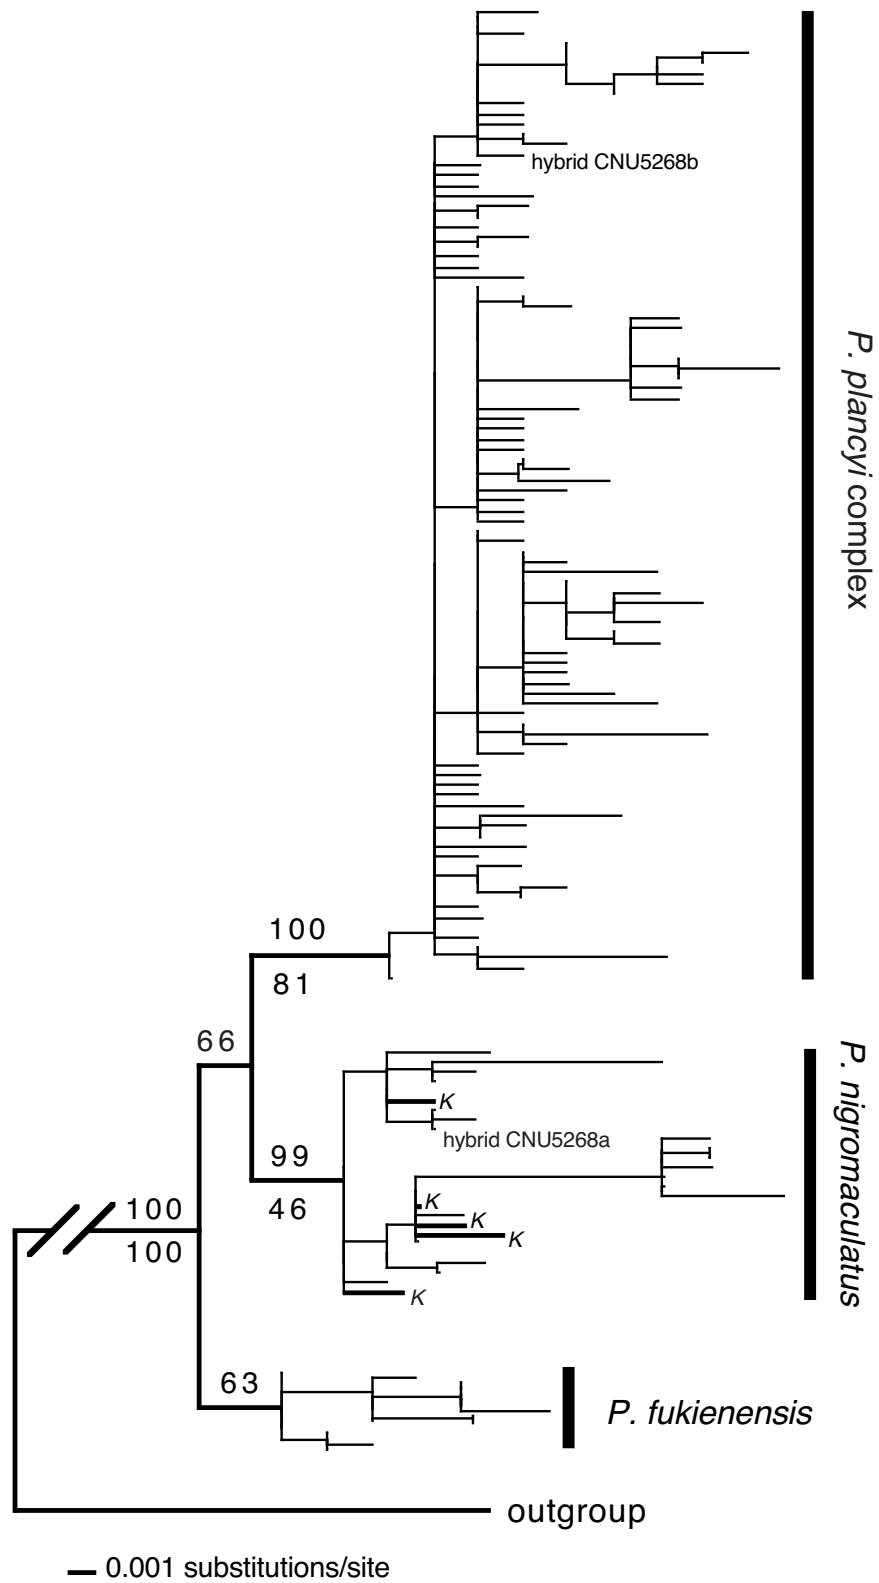 hybrid CNU5268b
P. plancyi complex
100
81
66
K
hybrid CNU5268a
99
46
K
K
K
K
P. nigromaculatus
100
100
63
P. fukienensis
outgroup
0.001 substitutions/site